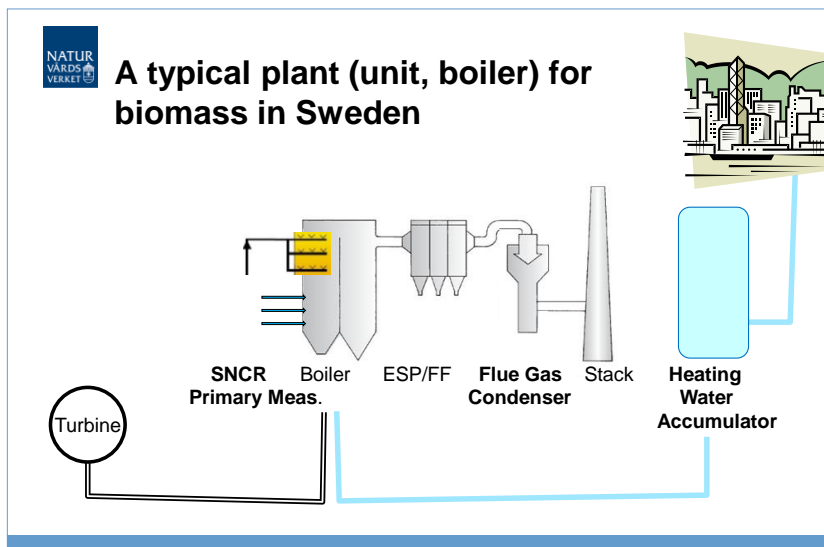 NATUR
VÅRDS
VERKET
A typical plant (unit, boiler) for
biomass in Sweden
SNCR Boiler ESP/FF Flue Gas Stack Heating
Primary Meas. Condenser Water
Accumulator
Turbine